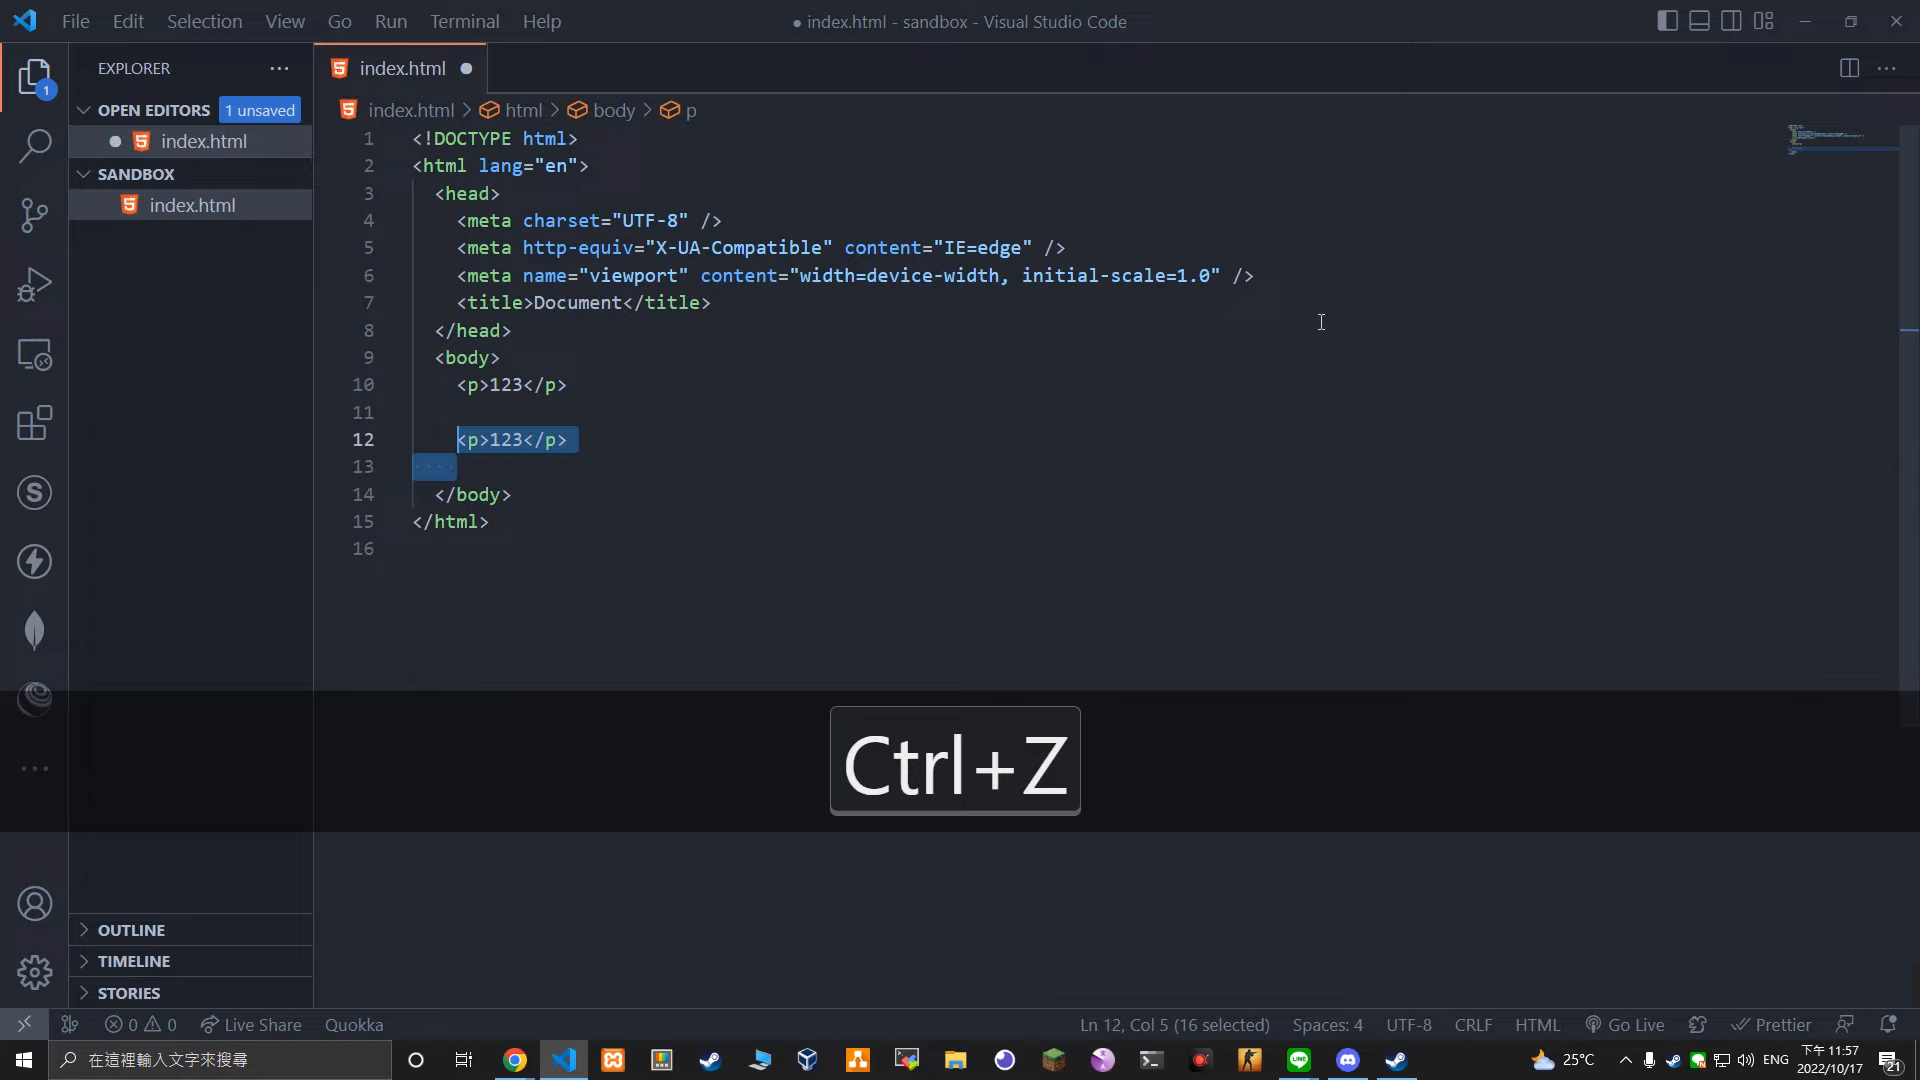 File Edit Selection View Go Run Terminal Help
● index.html - sandbox - Visual Studio Code
EXPLORER
OPEN EDITORS 1 unsaved
index.html
SANDBOX
index.html
OUTLINE
TIMELINE
STORIES
1
index.html
index.html > html > body > p
1 <!DOCTYPE html>
2 <html lang="en">
3 <head>
4 <meta charset="UTF-8" />
5 <meta http-equiv="X-UA-Compatible" content="IE=edge" />
6 <meta name="viewport" content="width=device-width, initial-scale=1.0" />
7 <title>Document</title>
8 </head>
9 <body>
10 <p>123</p>
11
12 <p>123</p>
13
14 </body>
15 </html>
16
Ctrl+Z
0 0 Live Share Quokka
Ln 12, Col 5 (16 selected) Spaces: 4 UTF-8 CRLF HTML Go Live Prettier
在這裡輸入文字來搜尋
25°C ENG
下午 11:57
2022/10/17
21